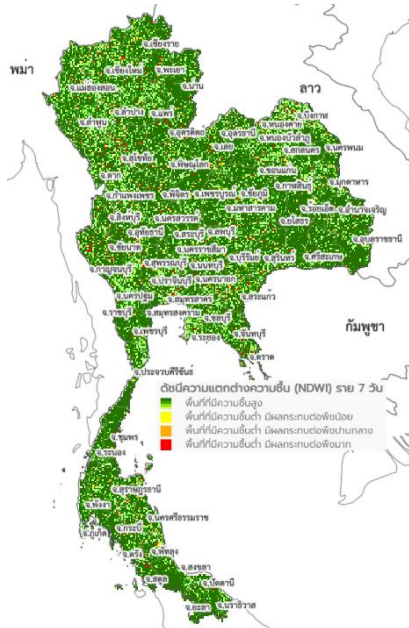 จ.เชียงราย
พม่า
จ.เชียงใหม่
จ.พะเยา
จ.แม่ฮ่องสอน
จ.น่าน
ลาว
จ.ลำปาง
จ.แพร่
จ.ลำพูน
จ.อุตรดิตถ์
จ.อุดรธานี
จ.บึงกาฬ
จ.หนองคาย
จ.หนองบัวลำภู
จ.เลย
จ.สกลนคร
จ.นครพนม
จ.สุโขทัย
จ.พิษณุโลก
จ.ขอนแก่น
จ.ตาก
จ.กาฬสินธุ์
จ.มุกดาหาร
จ.กำแพงเพชร
จ.พิจิตร
จ.เพชรบูรณ์
จ.ชัยภูมิ
จ.มหาสารคาม
จ.ร้อยเอ็ด
จ.อำนาจเจริญ
จ.สิงห์บุรี
จ.นครสวรรค์
จ.ยโสธร
จ.อุทัยธานี
จ.สระบุรี
จ.ลพบุรี
จ.อุบลราชธานี
จ.ชัยนาท
จ.นครราชสีมา
จ.บุรีรัมย์
จ.สุรินทร์
จ.ศรีสะเกษ
จ.สุพรรณบุรี
จ.นนทบุรี
จ.กาญจนบุรี
จ.ปราจีนบุรี
จ.นครนายก
จ.นครปฐม
จ.สมุทรสาคร
จ.สระแก้ว
จ.ราชบุรี
จ.สมุทรสงคราม
จ.ชลบุรี
กัมพูชา
จ.เพชรบุรี
จ.ระยอง
จ.จันทบุรี
จ.ตราด
จ.ประจวบคีรีขันธ์
ดัชนีความแตกต่างความชื้น (NDWI) ราย 7 วัน
พื้นที่ที่มีความชื้นสูง
พื้นที่ที่มีความชื้นต่ำ มีผลกระทบต่อพืชน้อย
พื้นที่ที่มีความชื้นต่ำ มีผลกระทบต่อพืชปานกลาง
พื้นที่ที่มีความชื้นต่ำ มีผลกระทบต่อพืชมาก
จ.ชุมพร
จ.ระนอง
จ.สุราษฎร์ธานี
จ.พังงา
จ.นครศรีธรรมราช
จ.กระบี่
จ.ภูเก็ต
จ.ตรัง
จ.พัทลุง
จ.สงขลา
จ.สตูล
จ.ปัตตานี
จ.ยะลา
จ.นราธิวาส